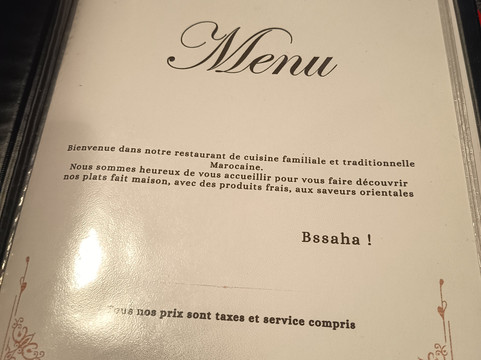 Menu
Bienvenue dans notre restaurant de cuisine familiale et traditionnelle
Marocaine.
Nous sommes heureux de vous accueillir pour vous faire découvrir
nos plats fait maison, avec des produits frais, aux saveurs orientales
Bssaha !
Tous nos prix sont taxes et service compris